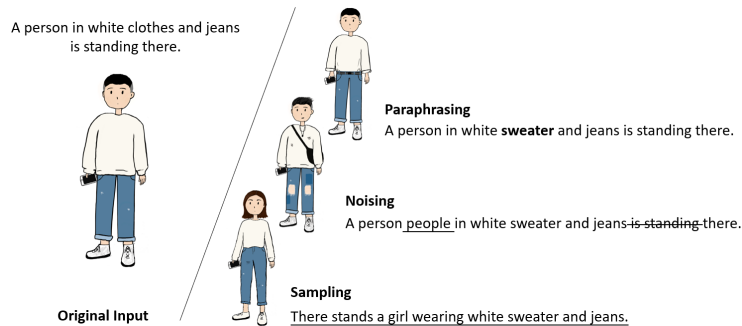 A person in white clothes and jeans
is standing there.
Original Input
Paraphrasing
A person in white sweater and jeans is standing there.
Noising
A person people in white sweater and jeans is standing there.
Sampling
There stands a girl wearing white sweater and jeans.